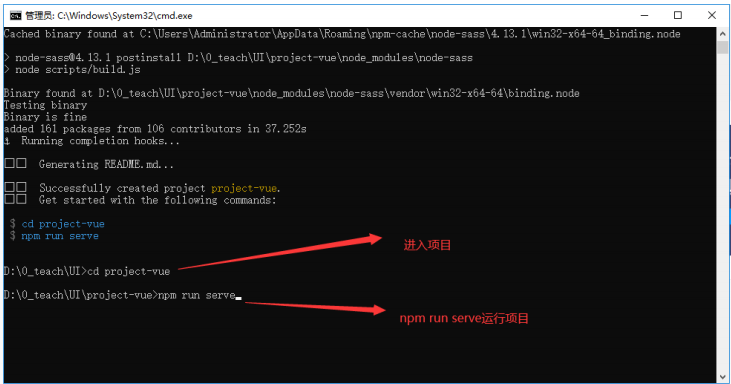 管理员: C:\Windows\System32\cmd.exe
Cached binary found at C:\Users\Administrator\AppData\Roaming\npm-cache\node-sass\4.13.1\win32-x64-64_binding.node
> node-sass@4.13.1 postinstall D:\0_teach\UI\project-vue\node_modules\node-sass
> node scripts/build.js
Binary found at D:\0_teach\UI\project-vue\node_modules\node-sass\vendor\win32-x64-64\binding.node
Testing binary
Binary is fine
added 161 packages from 106 contributors in 37.252s
⚓ Running completion hooks...
□□ Generating README.md...
□□ Successfully created project project-vue.
□□ Get started with the following commands:
$ cd project-vue
$ npm run serve
D:\0_teach\UI>cd project-vue
进入项目
D:\0_teach\UI\project-vue>npm run serve
npm run serve运行项目